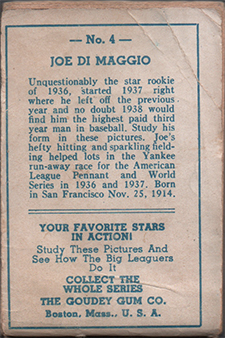 — No. 4 —
JOE DI MAGGIO
Unquestionably the star rookie
of 1936, started 1937 right
where he left off the previous
year and no doubt 1938 would
find him the highest paid third
year man in baseball. Study his
form in these pictures. Joe's
hefty hitting and sparkling field-
ing helped lots in the Yankee
run-away race for the American
League Pennant and World
Series in 1936 and 1937. Born
in San Francisco Nov. 25, 1914.
YOUR FAVORITE STARS
IN ACTION!
Study These Pictures And
See How The Big Leaguers
Do It
COLLECT THE
WHOLE SERIES
THE GOUDEY GUM CO.
Boston, Mass., U. S. A.